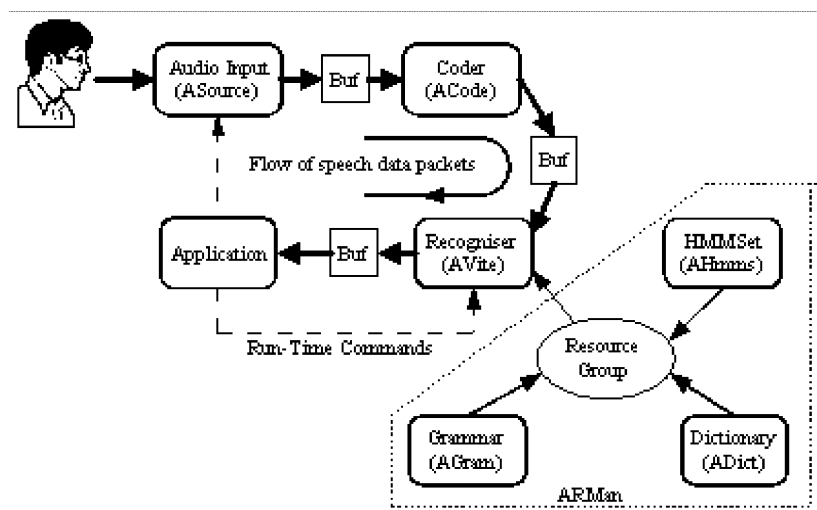 Audio Input
(ASource)
Buf
Coder
(ACode)
Flow of speech data packets
Buf
Application
Buf
Recogniser
(AVite)
HMMSet
(AHmms)
Run-Time Commands
Resource
Group
Grammar
(AGram)
Dictionary
(ADict)
ARMan